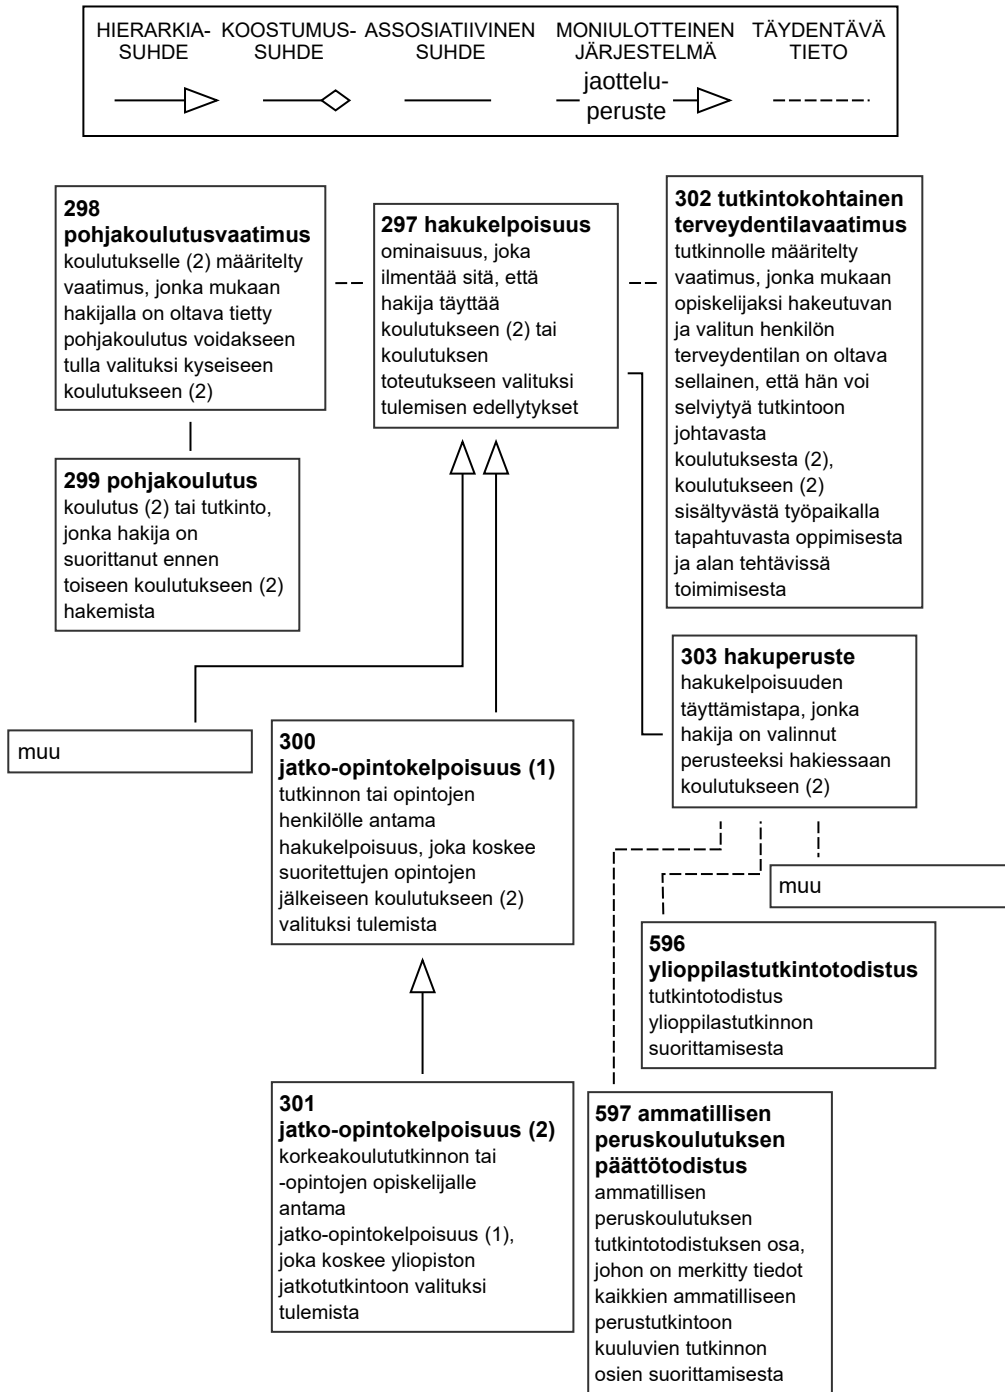 HIERARKIA-
SUHDE
KOOSTUMUS-
SUHDE
ASSOSIATIIVINEN
SUHDE
MONIULOTTEINEN
JÄRJESTELMÄ
TÄYDENTÄVÄ
TIETO
jaottelu-
peruste
298
pohjakoulutusvaatimus
koulutukselle (2) määritelty
vaatimus, jonka mukaan
hakijalla on oltava tietty
pohjakoulutus voidakseen
tulla valituksi kyseiseen
koulutukseen (2)
297 hakukelpoisuus
ominaisuus, joka
ilmentää sitä, että
hakija täyttää
koulutukseen (2) tai
koulutuksen
toteutukseen valituksi
tulemisen edellytykset
302 tutkintokohtainen
terveydentilavaatimus
tutkinnolle määritelty
vaatimus, jonka mukaan
opiskelijaksi hakeutuvan
ja valitun henkilön
terveydentilan on oltava
sellainen, että hän voi
selviytyä tutkintoon
johtavasta
koulutuksesta (2),
koulutukseen (2)
sisältyvästä työpaikalla
tapahtuvasta oppimisesta
ja alan tehtävissä
toimimisesta
299 pohjakoulutus
koulutus (2) tai tutkinto,
jonka hakija on
suorittanut ennen
toiseen koulutukseen (2)
hakemista
303 hakuperuste
hakukelpoisuuden
täyttämistapa, jonka
hakija on valinnut
perusteeksi hakiessaan
koulutukseen (2)
muu
300
jatko-opintokelpoisuus (1)
tutkinnon tai opintojen
henkilölle antama
hakukelpoisuus, joka koskee
suoritettujen opintojen
jälkeiseen koulutukseen (2)
valituksi tulemista
muu
596
ylioppilastutkintotodistus
tutkintotodistus
ylioppilastutkinnon
suorittamisesta
301
jatko-opintokelpoisuus (2)
korkeakoulututkinnon tai
-opintojen opiskelijalle
antama
jatko-opintokelpoisuus (1),
joka koskee yliopiston
jatkotutkintoon valituksi
tulemista
597 ammatillisen
peruskoulutuksen
päättötodistus
ammatillisen
peruskoulutuksen
tutkintotodistuksen osa,
johon on merkitty tiedot
kaikkien ammatilliseen
perustutkintoon
kuuluvien tutkinnon
osien suorittamisesta